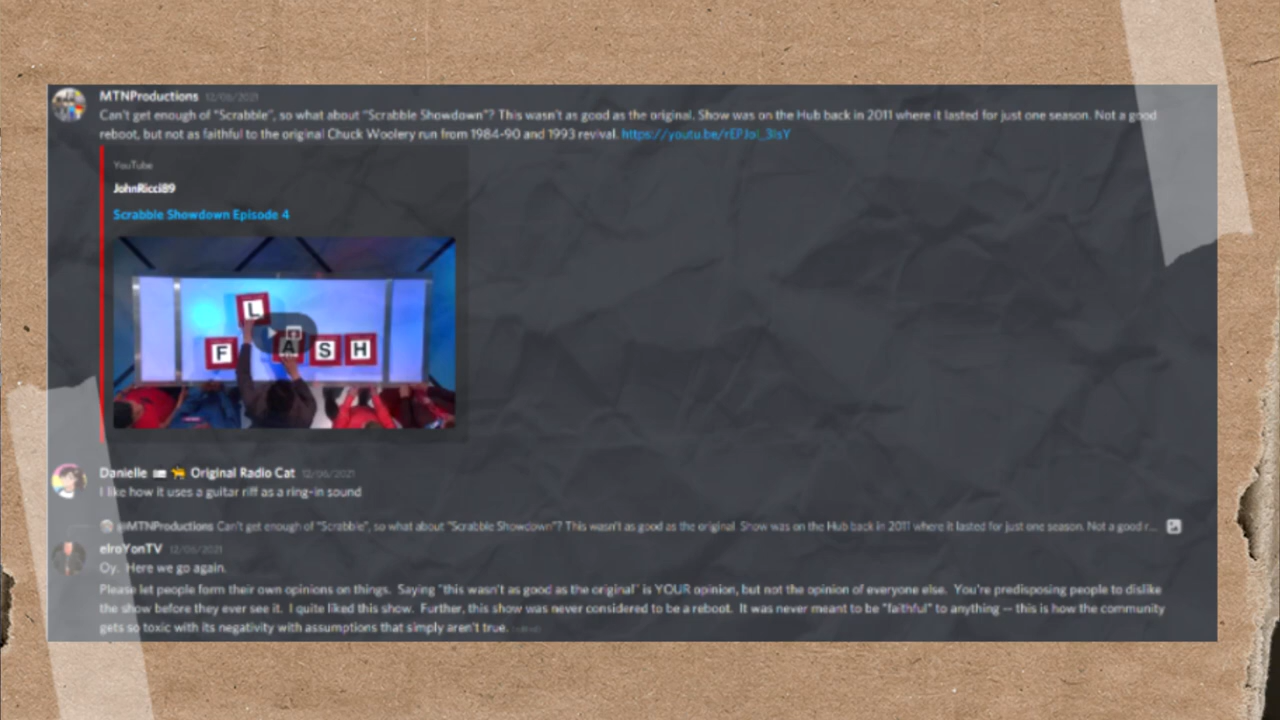 MTNProductions 12/06/2021
Can't get enough of "Scrabble", so what about "Scrabble Showdown"? This wasn't as good as the original. Show was on the Hub back in 2011 where it lasted for just one season. Not a good
reboot, but not as faithful to the original Chuck Woolery run from 1984-90 and 1993 revival.
YouTube
JohnRicci89
Scrabble Showdown Episode 4
L
F A S H
Danielle Original Radio Cat 12/06/2021
I like how it uses a guitar riff as a ring-in sound
@MTNProductions Can't get enough of "Scrabble", so what about "Scrabble Showdown"? This wasn't as good as the original. Show was on the Hub back in 2011 where it lasted for just one season. Not a good r...
elroYonTV 12/06/2021
Oy. Here we go again.
Please let people form their own opinions on things. Saying "this wasn't as good as the original" is YOUR opinion, but not the opinion of everyone else. You're predisposing people to dislike
the show before they ever see it. I quite liked this show. Further, this show was never considered to be a reboot. It was never meant to be "faithful" to anything — this is how the community
gets so toxic with its negativity with assumptions that simply aren't true. (edited)